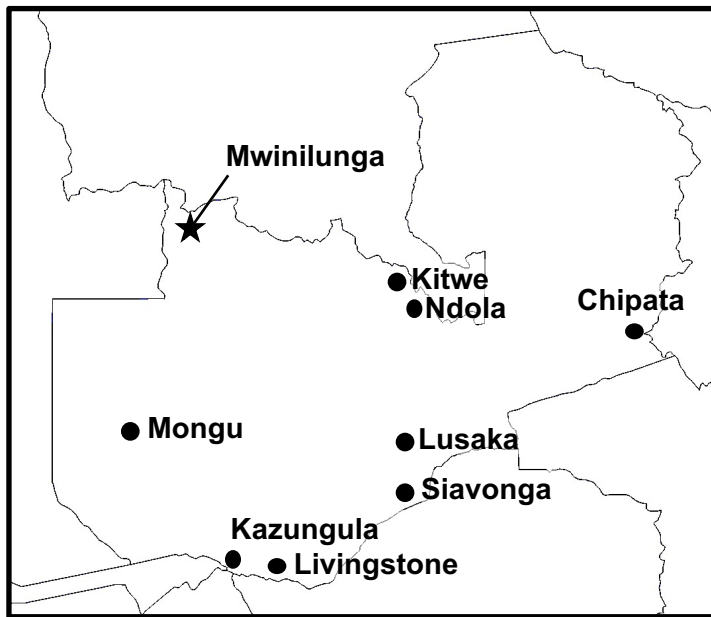 Mwinilunga
Kitwe
Ndola
Chipata
Mongu
Lusaka
Siavonga
Kazungula
Livingstone